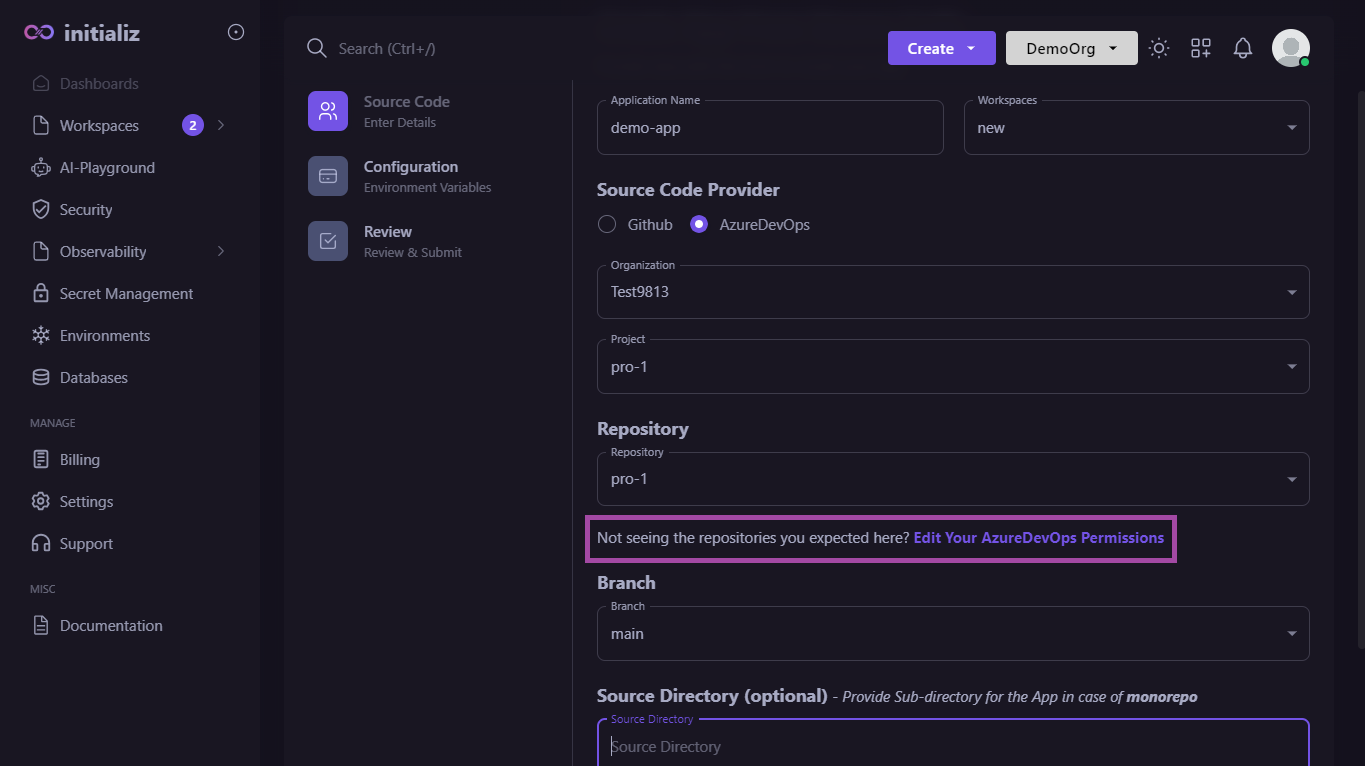 initializ
Dashboards
Workspaces 2
AI-Playground
Security
Observability
Secret Management
Environments
Databases
MANAGE
Billing
Settings
Support
MISC
Documentation
Search (Ctrl+/)
Create
DemoOrg
Source Code
Enter Details
Configuration
Environment Variables
Review
Review & Submit
Application Name
demo-app
Workspaces
new
Source Code Provider
Github AzureDevOps
Organization
Test9813
Project
pro-1
Repository
Repository
pro-1
Not seeing the repositories you expected here? Edit Your AzureDevOps Permissions
Branch
Branch
main
Source Directory (optional) - Provide Sub-directory for the App in case of monorepo
Source Directory
Source Directory